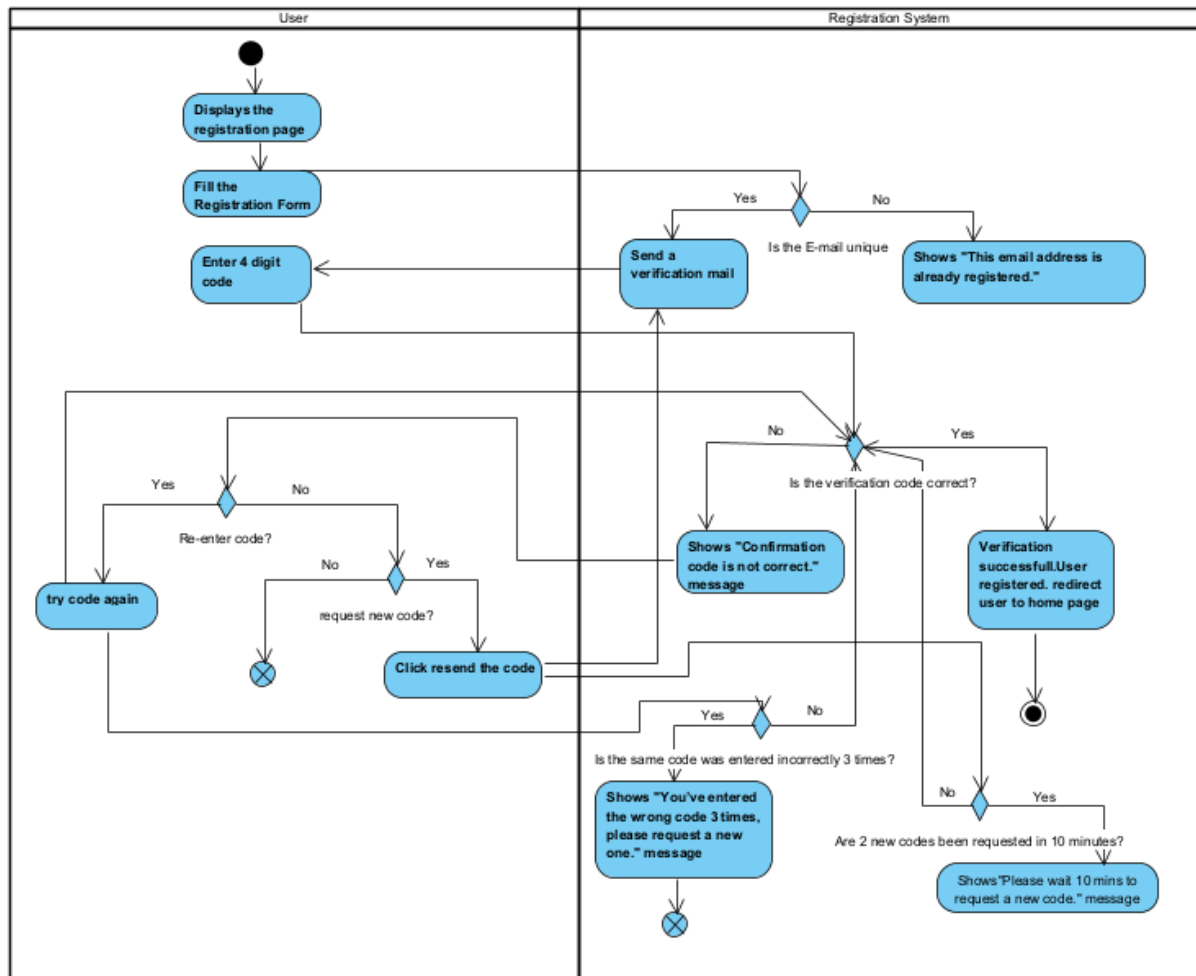 User
Registration System
Displays the
registration page
Fill the
Registration Form
Yes
No
Is the E-mail unique
Enter 4 digit
code
Send a
verification mail
Shows "This email address is
already registered."
No
Yes
Is the verification code correct?
Yes
No
Re-enter code?
Shows "Confirmation
code is not correct."
message
Verification
successfull.User
registered. redirect
user to home page
try code again
No
Yes
request new code?
Click resend the code
Yes
No
Is the same code was entered incorrectly 3 times?
Shows "You've entered
the wrong code 3 times,
please request a new
one." message
No
Yes
Are 2 new codes been requested in 10 minutes?
Shows"Please wait 10 mins to
request a new code." message